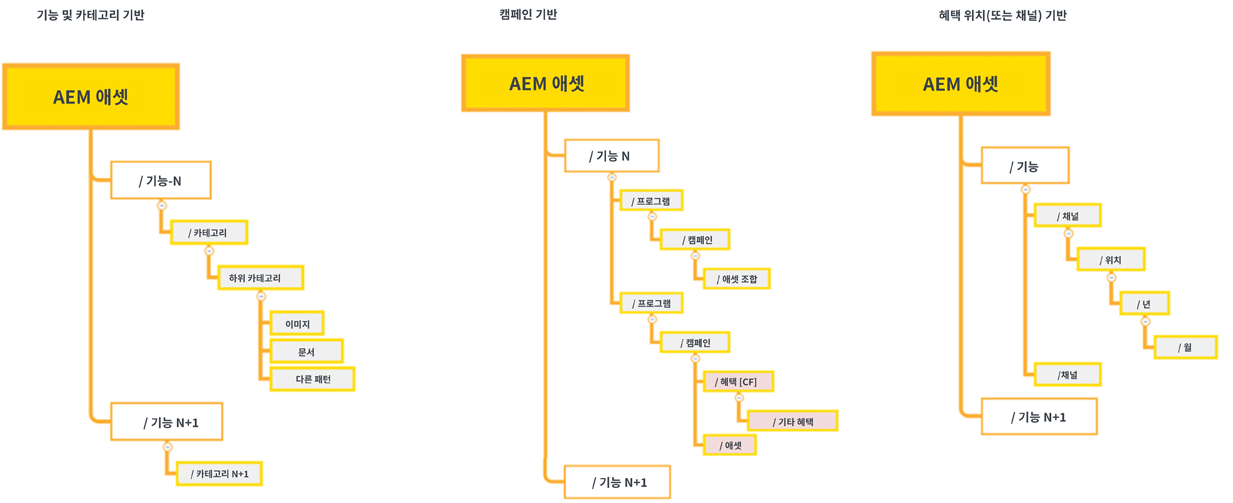 기능 및 카테고리 기반
AEM 애셋
/ 기능-N
/ 카테고리
하위 카테고리
이미지
문서
다른 패턴
/ 기능 N+1
/ 카테고리 N+1
캠페인 기반
AEM 애셋
/ 기능 N
/ 프로그램
/ 캠페인
/ 애셋 조합
/ 프로그램
/ 캠페인
/ 혜택 [CF]
/ 기타 혜택
/ 애셋
/ 기능 N+1
혜택 위치(또는 채널) 기반
AEM 애셋
/ 기능
/ 채널
/ 위치
/ 년
/ 월
/채널
/ 기능 N+1